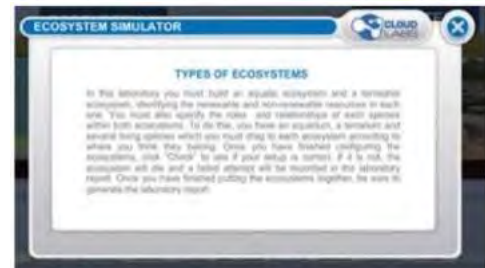 ECOSYSTEM SIMULATOR
CLOUD
LABS
TYPES OF ECOSYSTEMS
In this laboratory you must build an aquatic ecosystem and a terrestrial
ecosystem, identifying the renewable and non-renewable resources in each
one. You must also specify the roles and relationships of each species
within both ecosystems. To do this, you have an aquarium, a terrarium and
several living species which you must drag to each ecosystem according to
where you think they belong. Once you have finished configuring the
ecosystems, click "Check" to see if your setup is correct. If it is not, the
ecosystem will die and a failed attempt will be recorded in the laboratory
report. Once you have finished putting the ecosystems together, be sure to
generate the laboratory report.